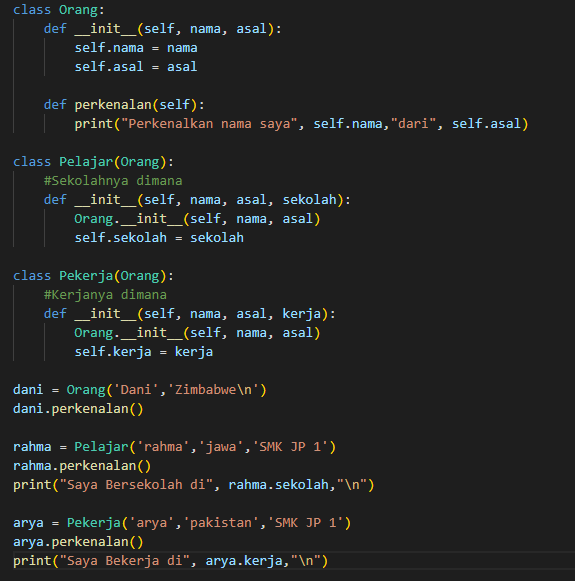 class Orang:
    def __init__(self, nama, asal):
        self.nama = nama
        self.asal = asal

    def perkenalan(self):
        print("Perkenalkan nama saya", self.nama,"dari", self.asal)

class Pelajar(Orang):
    #Sekolahnya dimana
    def __init__(self, nama, asal, sekolah):
        Orang.__init__(self, nama, asal)
        self.sekolah = sekolah

class Pekerja(Orang):
    #Kerjanya dimana
    def __init__(self, nama, asal, kerja):
        Orang.__init__(self, nama, asal)
        self.kerja = kerja

dani = Orang('Dani','Zimbabwe\n')
dani.perkenalan()

rahma = Pelajar('rahma','jawa','SMK JP 1')
rahma.perkenalan()
print("Saya Bersekolah di", rahma.sekolah,"\n")

arya = Pekerja('arya','pakistan','SMK JP 1')
arya.perkenalan()
print("Saya Bekerja di", arya.kerja,"\n")